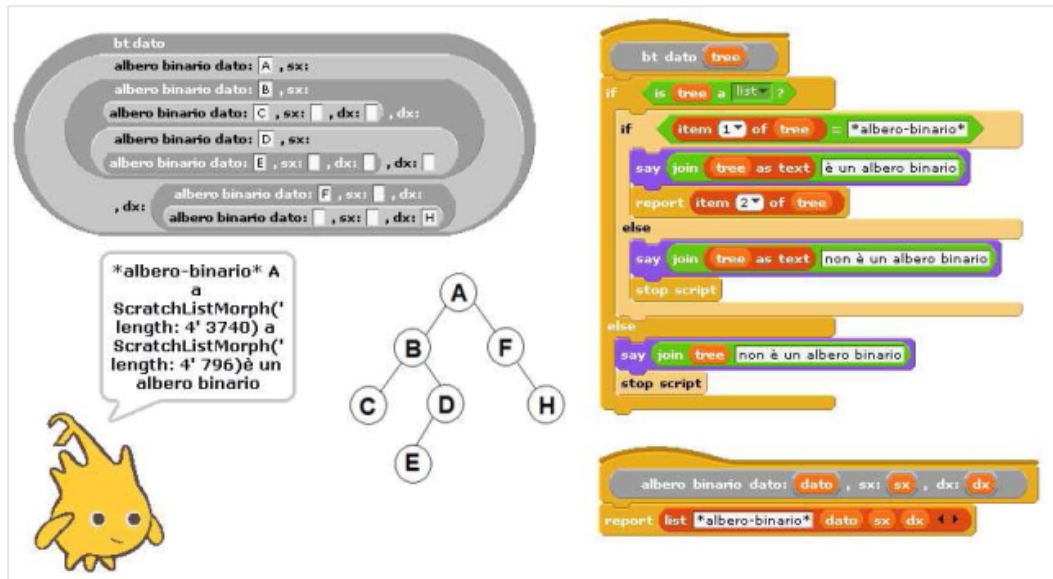 bt dato
albero binario dato: A , sx:
albero binario dato: B , sx:
albero binario dato: C , sx: , dx: , dx:
albero binario dato: D , sx:
albero binario dato: E , sx: , dx: , dx:
, dx:
albero binario dato: F , sx: , dx:
albero binario dato: , sx: , dx: H
*albero-binario* A
a
ScratchListMorph('
length: 4' 3740) a
ScratchListMorph('
length: 4' 796)è un
albero binario
A
B
F
C
D
H
E
bt dato tree
if is tree a list ?
if item 1 of tree = *albero-binario*
say join tree as text è un albero binario
report item 2 of tree
else
say join tree as text non è un albero binario
stop script
else
say join tree non è un albero binario
stop script
albero binario dato: dato , sx: sx , dx: dx
report list *albero-binario* dato sx dx